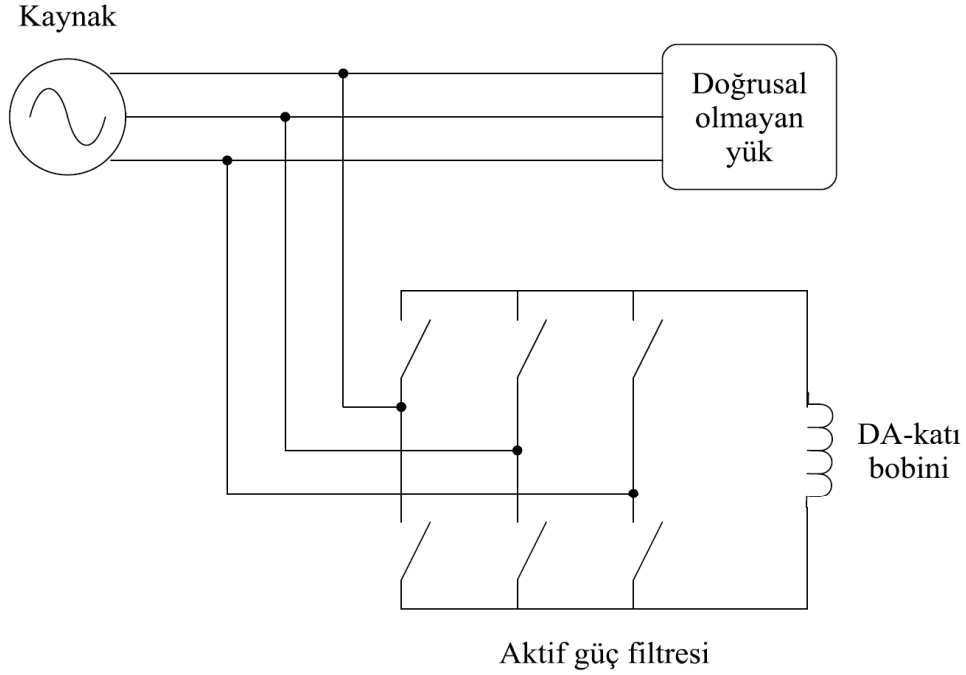 Kaynak
Doğrusal
olmayan
yük
DA-katı
bobini
Aktif güç filtresi